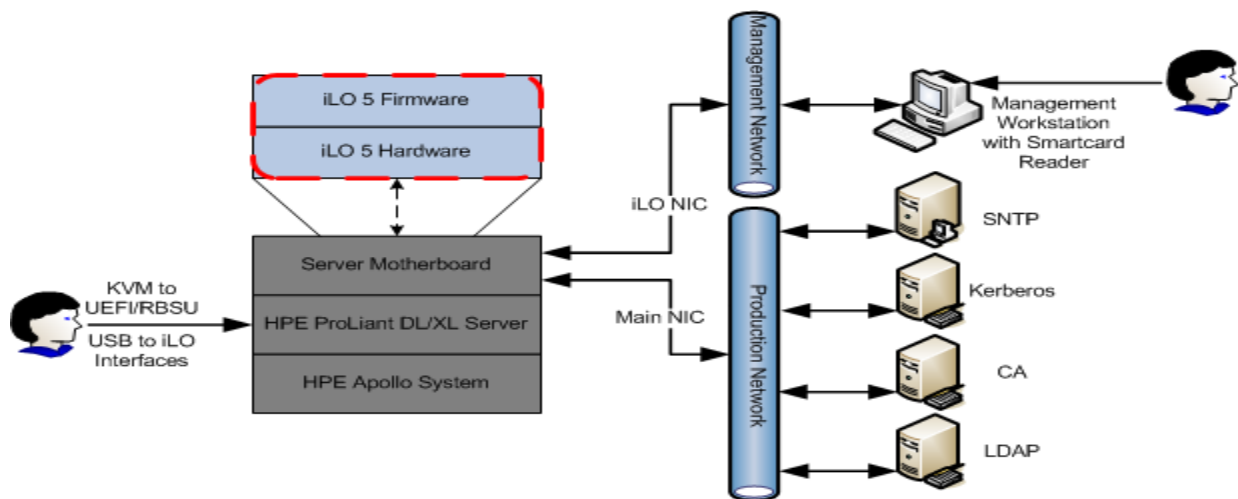 iLO 5 Firmware
iLO 5 Hardware
Server Motherboard
HPE ProLiant DL/XL Server
HPE Apollo System
KVM to
UEFI/RBSU
USB to iLO
Interfaces
iLO NIC
Main NIC
Management Network
Production Network
Management
Workstation
with Smartcard
Reader
SNTP
Kerberos
CA
LDAP